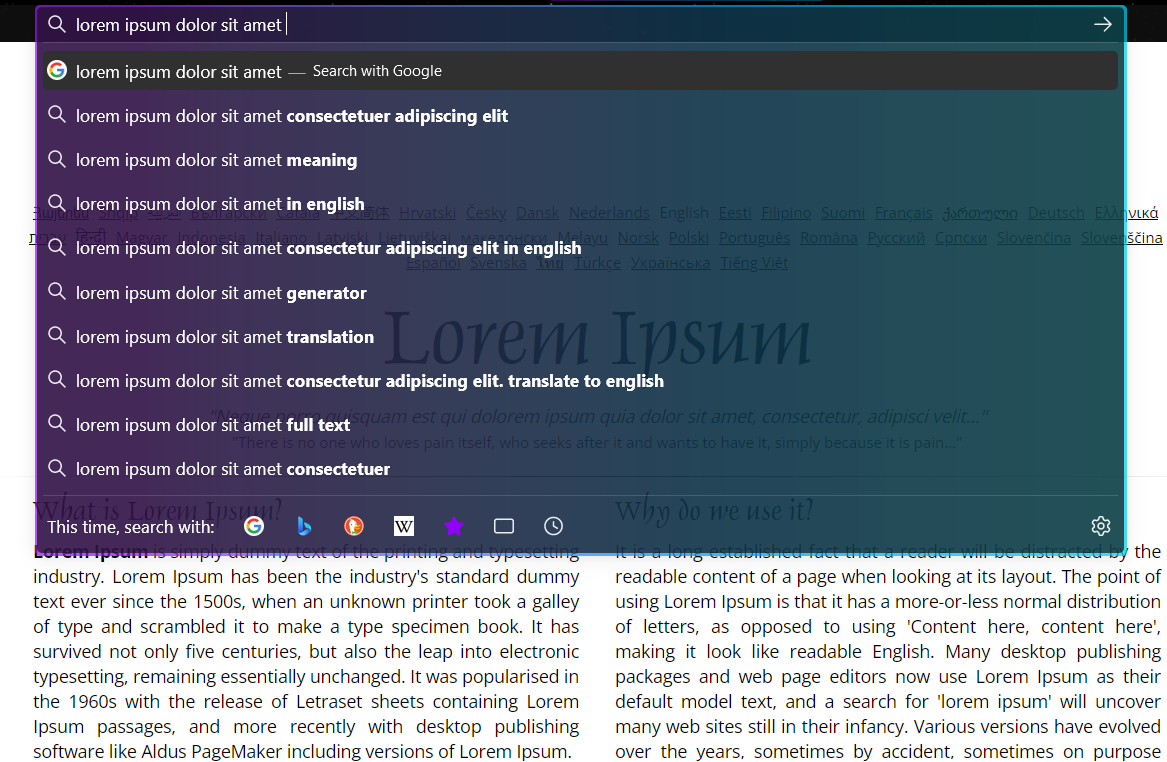 lorem ipsum dolor sit amet
lorem ipsum dolor sit amet — Search with Google
lorem ipsum dolor sit amet consectetuer adipiscing elit
lorem ipsum dolor sit amet meaning
lorem ipsum dolor sit amet in english
Հայերեն Shqip Български Català 中文简体 Hrvatski Česky Dansk Nederlands English Eesti Filipino Suomi Français ქართული Deutsch Ελληνικά
हिन्दी Magyar Indonesia Italiano Latviski Lietuviškai македонски Melayu Norsk Polski Português Româna Русский Српски Slovenčina Slovenščina
lorem ipsum dolor sit amet consectetur adipiscing elit in english
Español Svenska ไทย Türkçe Українська Tiếng Việt
lorem ipsum dolor sit amet generator
Lorem Ipsum
lorem ipsum dolor sit amet translation
lorem ipsum dolor sit amet consectetur adipiscing elit. translate to english
"Neque porro quisquam est qui dolorem ipsum quia dolor sit amet, consectetur, adipisci velit..."
lorem ipsum dolor sit amet full text
"There is no one who loves pain itself, who seeks after it and wants to have it, simply because it is pain..."
lorem ipsum dolor sit amet consectetuer
What is Lorem Ipsum?
This time, search with:
W
Lorem Ipsum is simply dummy text of the printing and typesetting
industry. Lorem Ipsum has been the industry's standard dummy
text ever since the 1500s, when an unknown printer took a galley
of type and scrambled it to make a type specimen book. It has
survived not only five centuries, but also the leap into electronic
typesetting, remaining essentially unchanged. It was popularised in
the 1960s with the release of Letraset sheets containing Lorem
Ipsum passages, and more recently with desktop publishing
software like Aldus PageMaker including versions of Lorem Ipsum.
Why do we use it?
It is a long established fact that a reader will be distracted by the
readable content of a page when looking at its layout. The point of
using Lorem Ipsum is that it has a more-or-less normal distribution
of letters, as opposed to using 'Content here, content here',
making it look like readable English. Many desktop publishing
packages and web page editors now use Lorem Ipsum as their
default model text, and a search for 'lorem ipsum' will uncover
many web sites still in their infancy. Various versions have evolved
over the years, sometimes by accident, sometimes on purpose